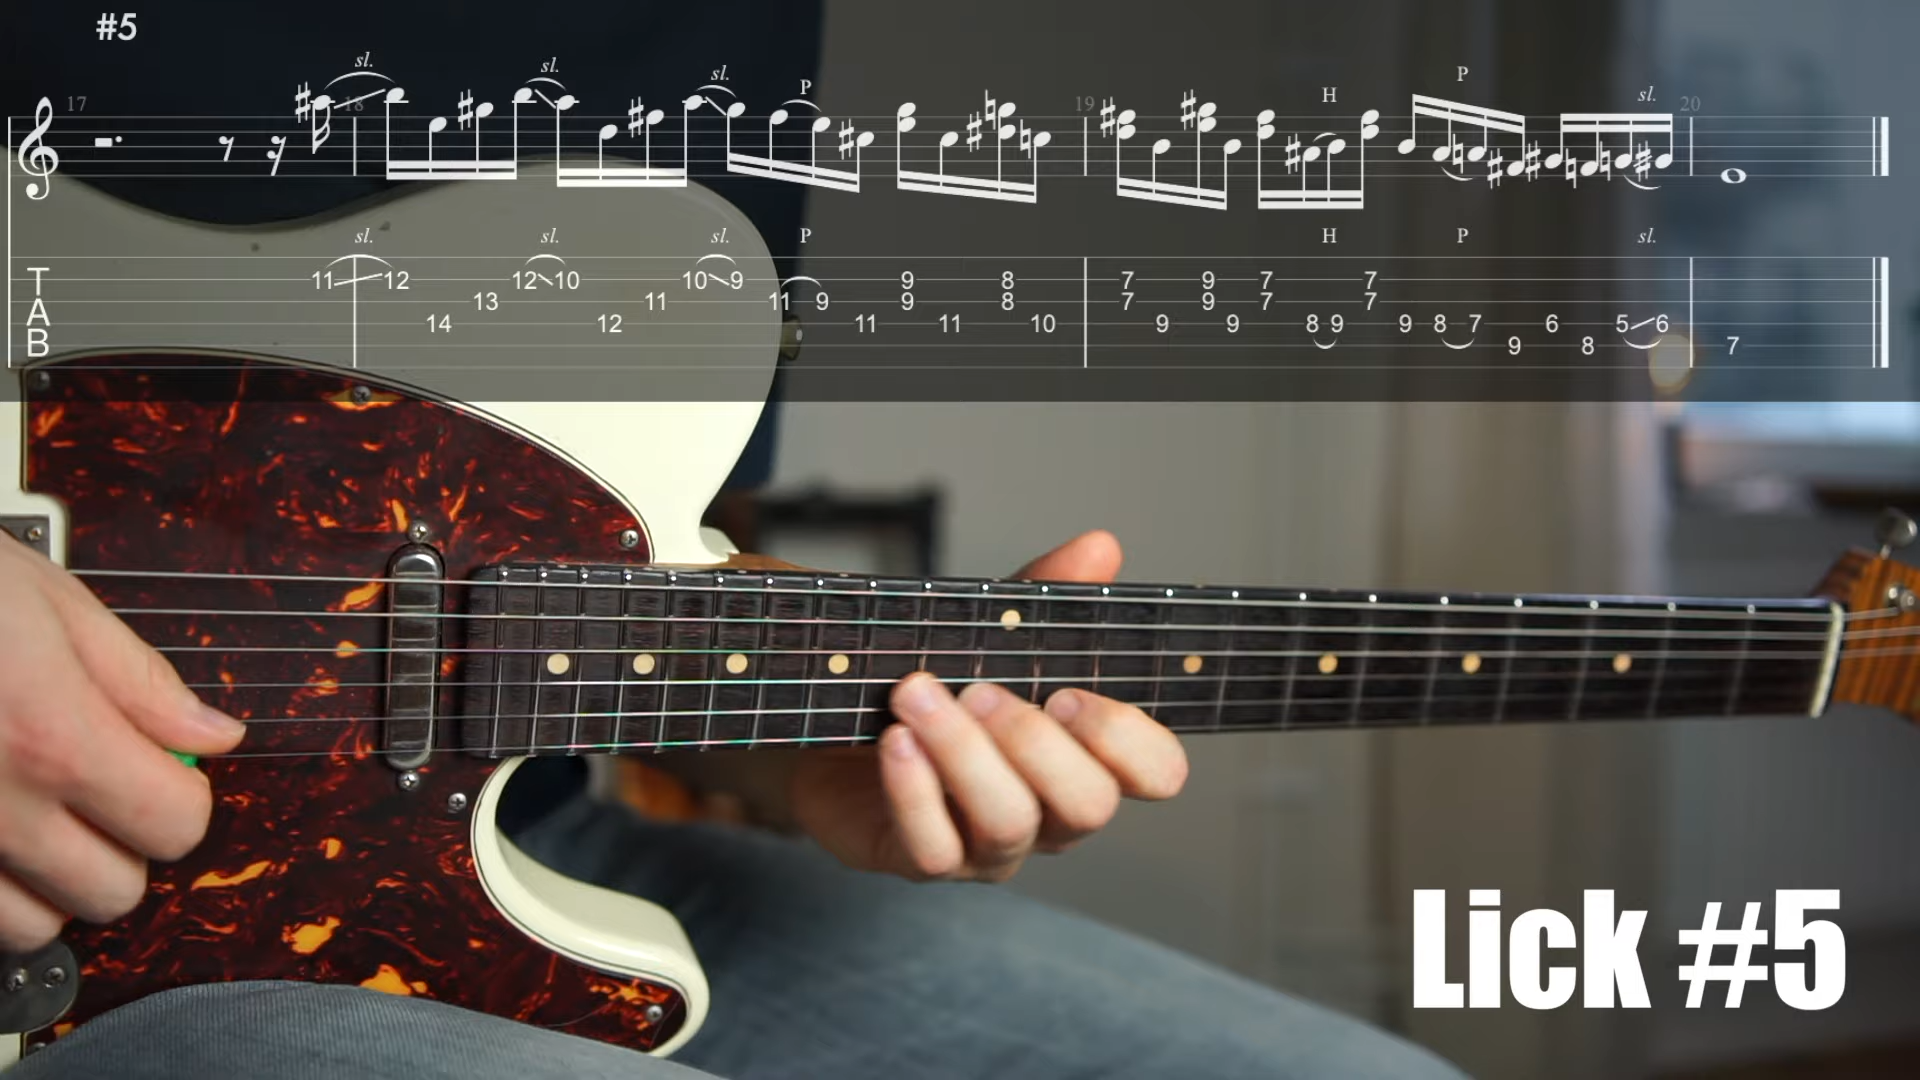 #5
17 18 19 20
sl. sl. sl. P H P sl.
sl. sl. sl. P H P sl.
T
A
B
11 12 12 10 10 9 9 8 7 9 7 7
13 11 11 9 9 8 7 9 7 7
14 12 11 11 10 9 9 8 9 9 8 7 6 5 6
9 8 7
Lick #5